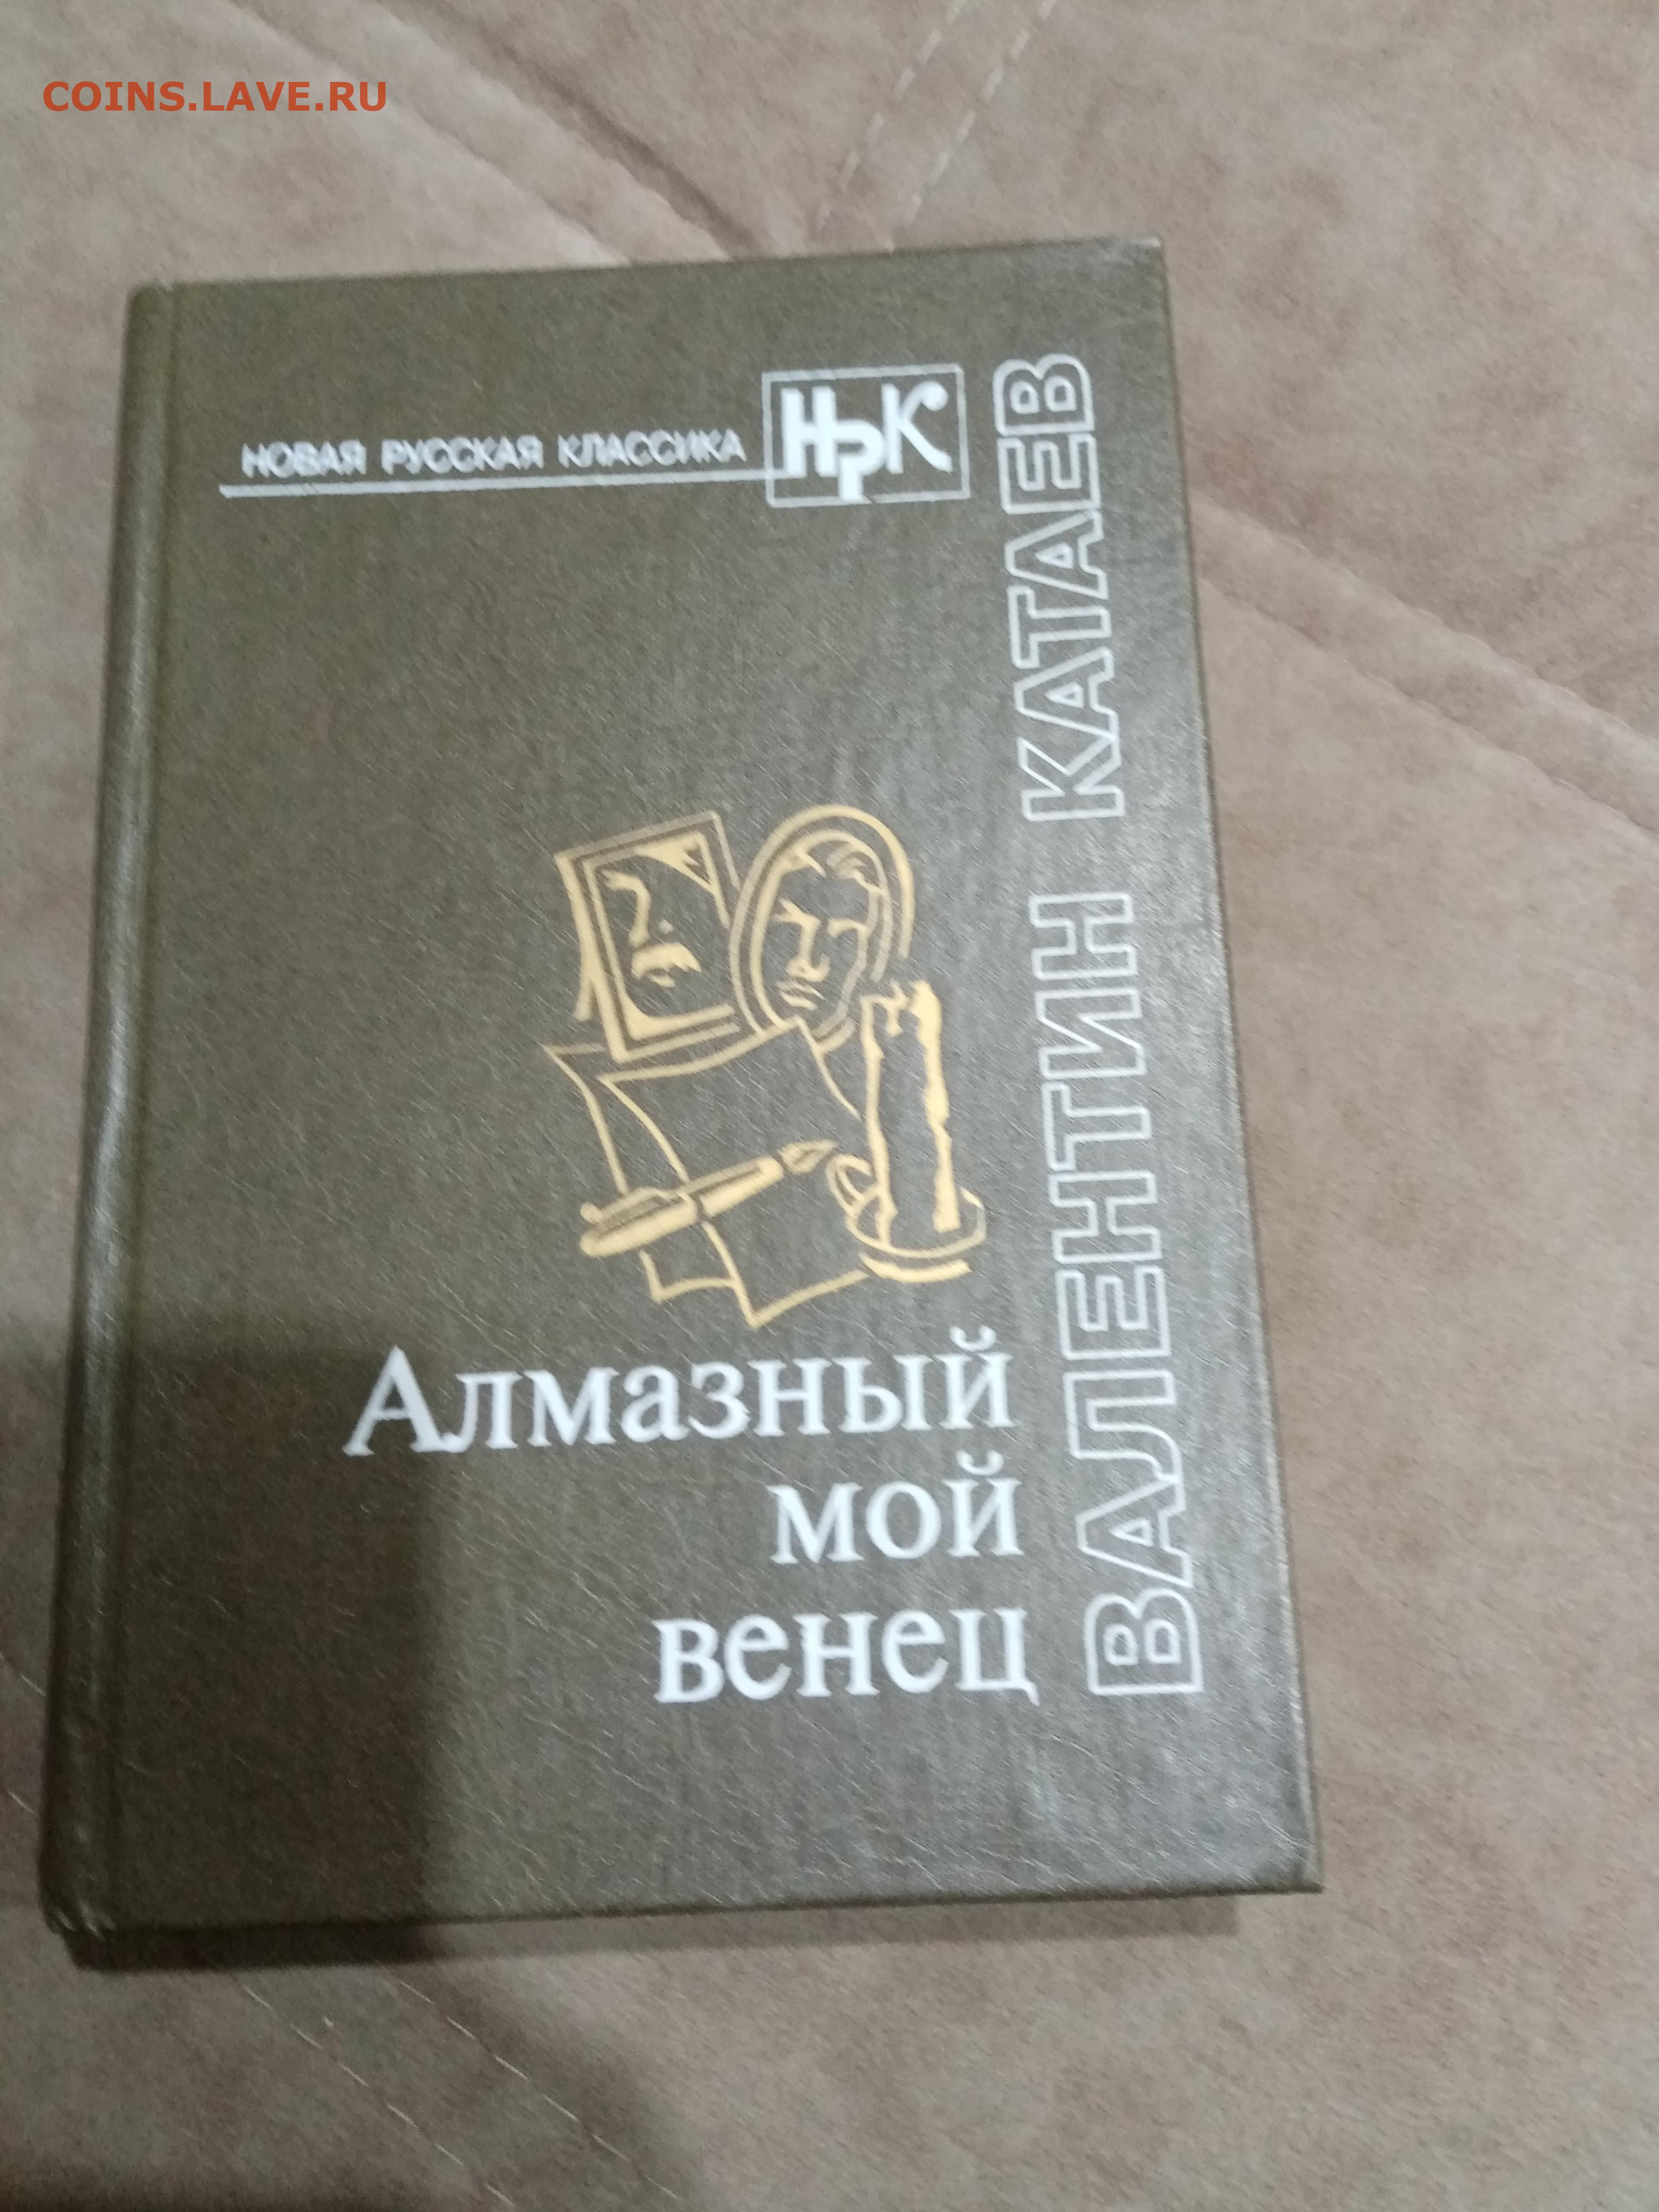 COINS.LAVE.RU
НОВАЯ РУССКАЯ КЛАССИКА
НРК
ВАЛЕНТИН КАТАЕВ
Алмазный
мой
венец